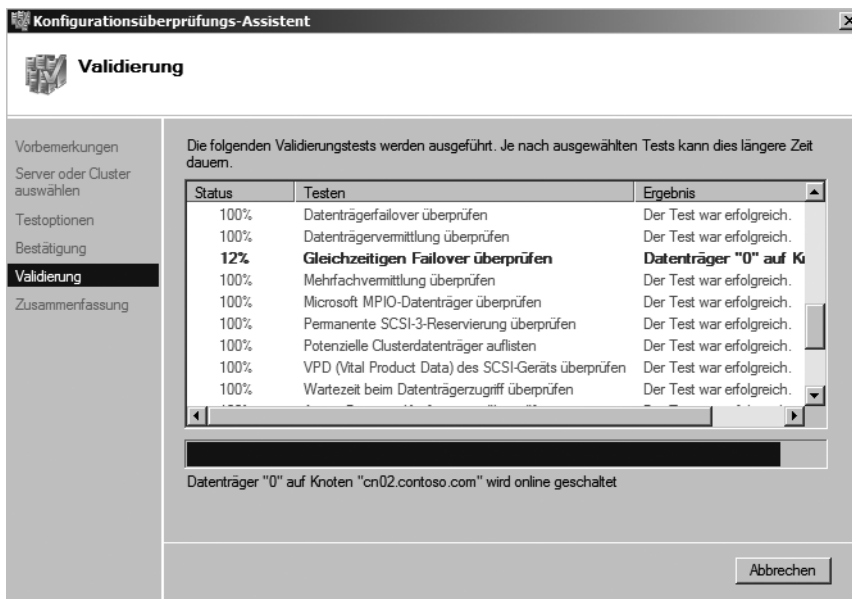 Konfigurationsüberprüfungs-Assistent
Validierung
Vorbemerkungen
Server oder Cluster
auswählen
Testoptionen
Bestätigung
Validierung
Zusammenfassung
Die folgenden Validierungstests werden ausgeführt. Je nach ausgewählten Tests kann dies längere Zeit
dauern.
Status Testen Ergebnis
100% Datenträgerfailover überprüfen Der Test war erfolgreich.
100% Datenträgervermittlung überprüfen Der Test war erfolgreich.
12% Gleichzeitigen Failover überprüfen Datenträger "0" auf
100% Mehrfachvermittlung überprüfen Der Test war erfolgreich.
100% Microsoft MPIO-Datenträger überprüfen Der Test war erfolgreich.
100% Permanente SCSI-3-Reservierung überprüfen Der Test war erfolgreich.
100% Potenzielle Clusterdatenträger auflisten Der Test war erfolgreich.
100% VPD (Vital Product Data) des SCSI-Geräts überprüfen Der Test war erfolgreich.
100% Wartezeit beim Datenträgerzugriff überprüfen Der Test war erfolgreich.
Datenträger "0" auf Knoten "cn02.contoso.com" wird online geschaltet
Abbrechen